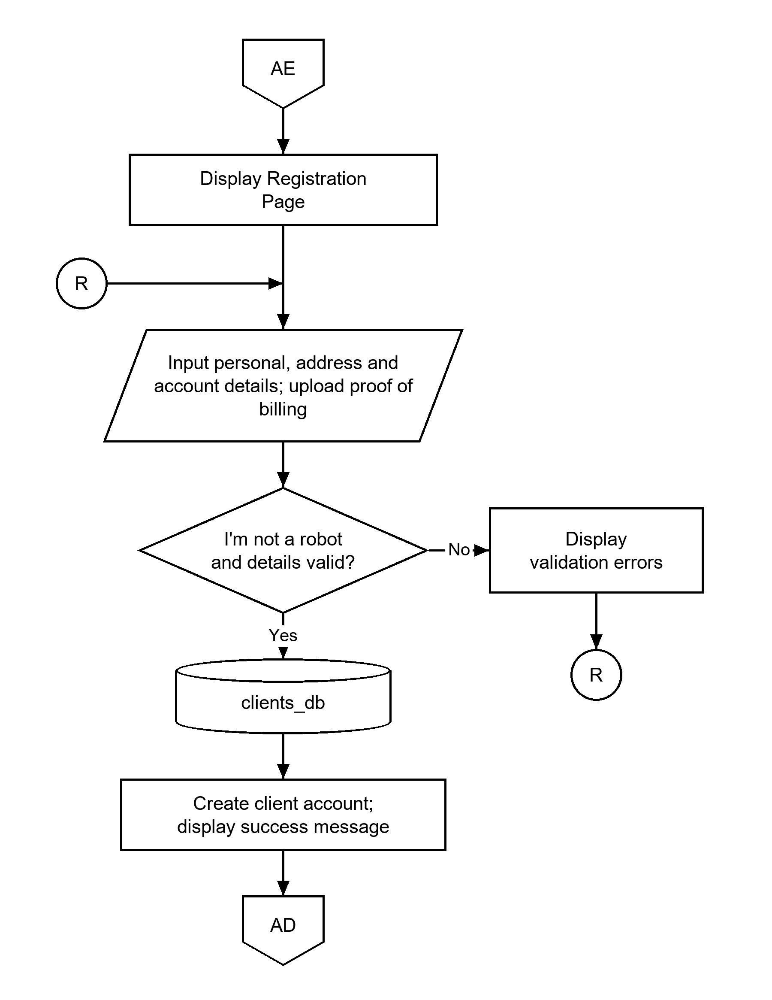 AE
Display Registration
Page
R
Input personal, address and
account details; upload proof of
billing
I'm not a robot
and details valid?
No
Display
validation errors
Yes
R
clients_db
Create client account;
display success message
AD